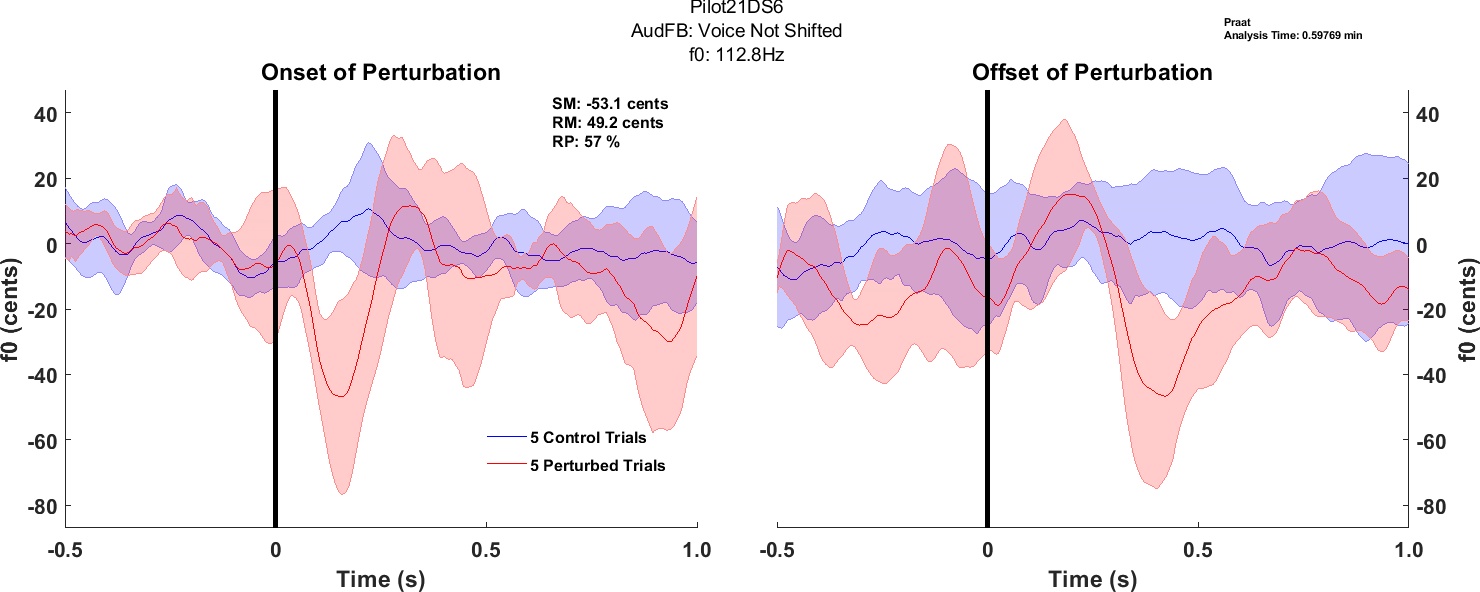 Pilot21DS6
AudFB: Voice Not Shifted
f0: 112.8Hz
Praat
Analysis Time: 0.59769 min
Onset of Perturbation
SM: -53.1 cents
RM: 49.2 cents
RP: 57 %
40
20
0
-20
-40
-60
-80
f0 (cents)
5 Control Trials
5 Perturbed Trials
-0.5
0
0.5
1.0
Time (s)
Offset of Perturbation
40
20
0
-20
-40
-60
-80
f0 (cents)
-0.5
0
0.5
1.0
Time (s)